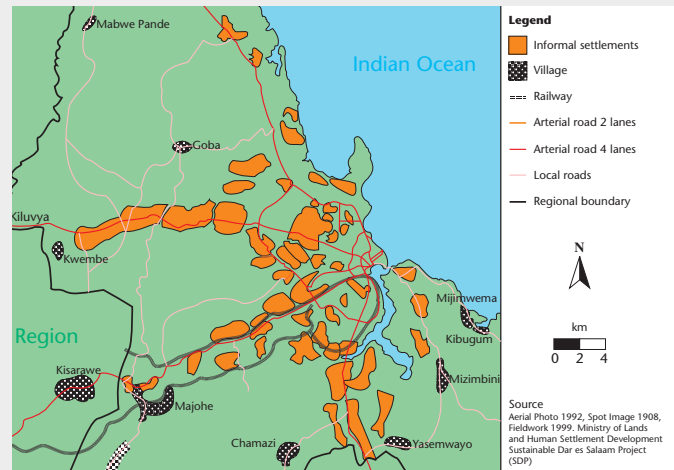 Mabwe Pande
Indian Ocean
Goba
Kiluvya
Kwembe
Region
Mijimwema
Kibugum
Kisarawe
Mizimbini
Majohe
Chamazi
Yasemwayo
Legend
Informal settlements
Village
Railway
Arterial road 2 lanes
Arterial road 4 lanes
Local roads
Regional boundary
N
km
0 2 4
Source
Aerial Photo 1992, Spot Image 1908,
Fieldwork 1999. Ministry of Lands
and Human Settlement Development
Sustainable Dar es Salaam Project
(SDP)